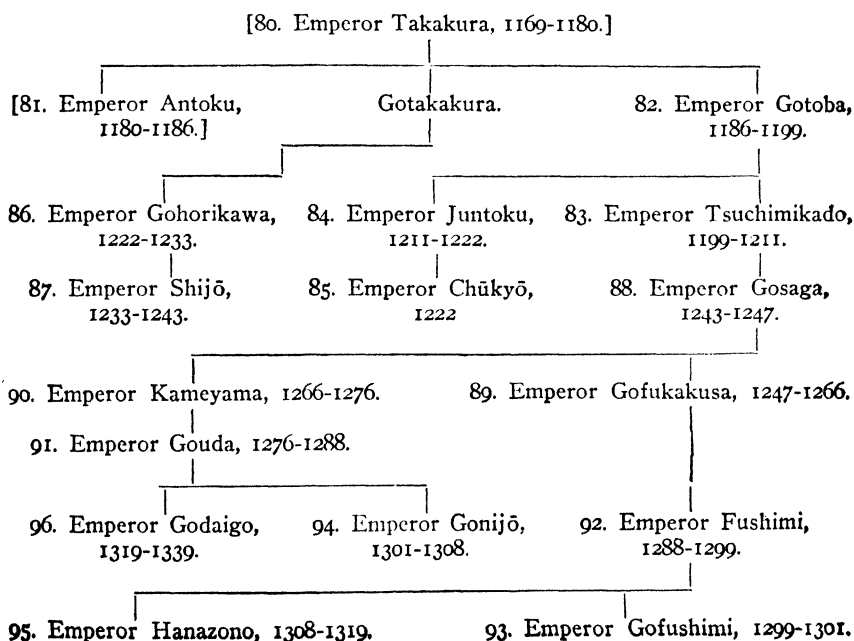 [80. Emperor Takakura, 1169-1180.]
[81. Emperor Antoku, Gotakakura. 82. Emperor Gotoba,
1180-1186.] 1186-1199.
86. Emperor Gohorikawa, 84. Emperor Juntoku, 83. Emperor Tsuchimikado,
1222-1233. 1211-1222. 1199-1211.
87. Emperor Shijō, 85. Emperor Chūkyō, 88. Emperor Gosaga,
1233-1243. 1222 1243-1247.
90. Emperor Kameyama, 1266-1276. 89. Emperor Gofukakusa, 1247-1266.
91. Emperor Gouda, 1276-1288.
96. Emperor Godaigo, 94. Emperor Gonijō, 92. Emperor Fushimi,
1319-1339. 1301-1308. 1288-1299.
95. Emperor Hanazono, 1308-1319. 93. Emperor Gofushimi, 1299-1301.